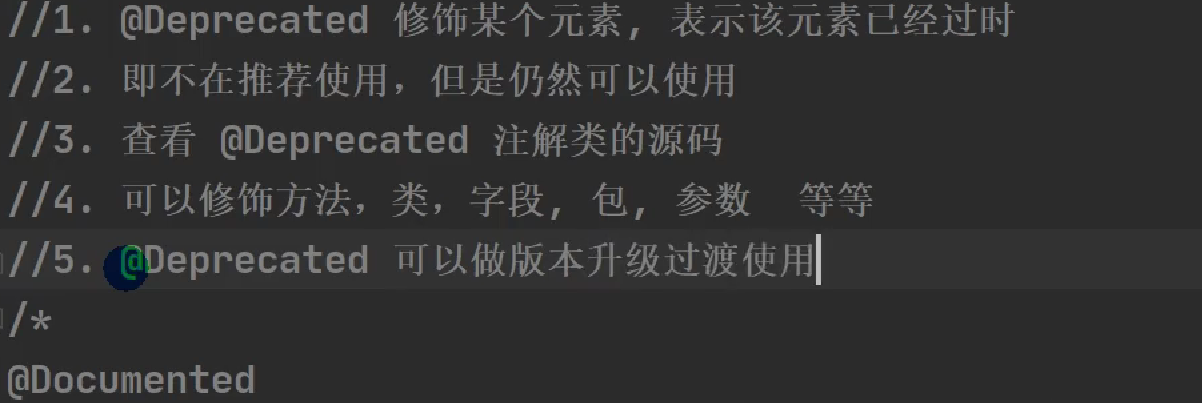 //1. @Deprecated 修饰某个元素, 表示该元素已经过时
//2. 即不在推荐使用，但是仍然可以使用
//3. 查看 @Deprecated 注解类的源码
//4. 可以修饰方法，类，字段, 包, 参数  等等
//5. @Deprecated 可以做版本升级过渡使用
/*
@Documented